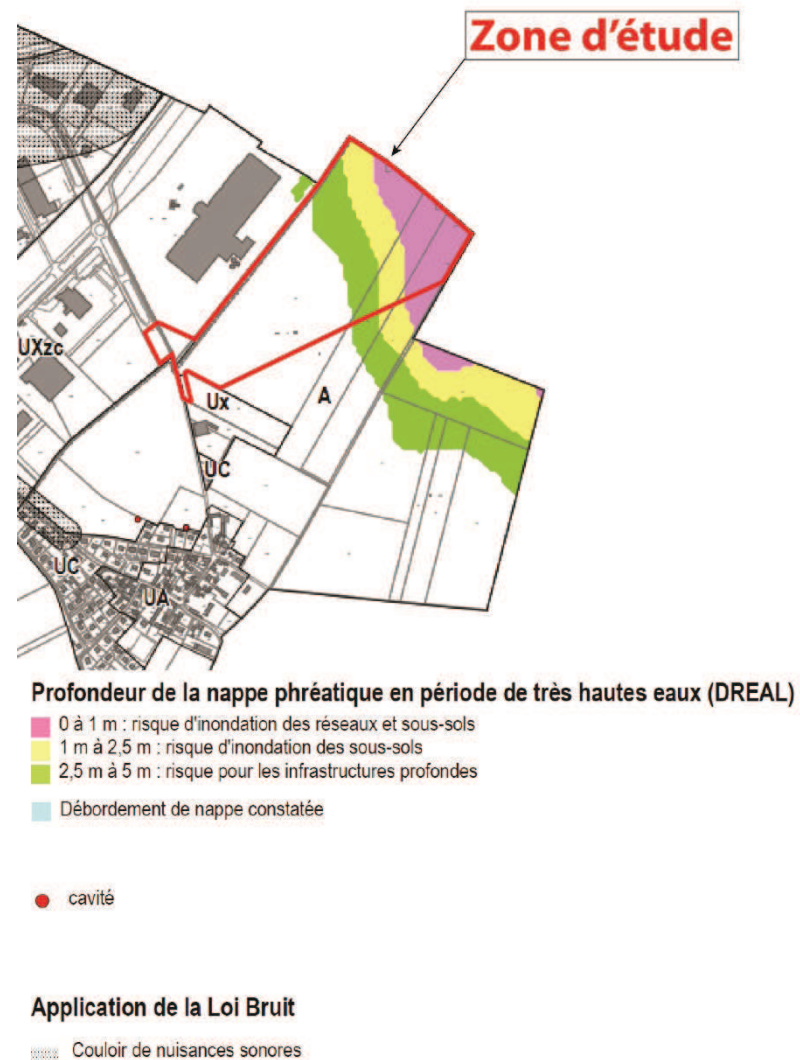 Zone d'étude
UXzc
Ux
A
UC
UC
UA
Profondeur de la nappe phréatique en période de très hautes eaux (DREAL)
0 à 1 m : risque d'inondation des réseaux et sous-sols
1 m à 2,5 m : risque d'inondation des sous-sols
2,5 m à 5 m : risque pour les infrastructures profondes
Débordement de nappe constatée
cavité
Application de la Loi Bruit
Couloir de nuisances sonores